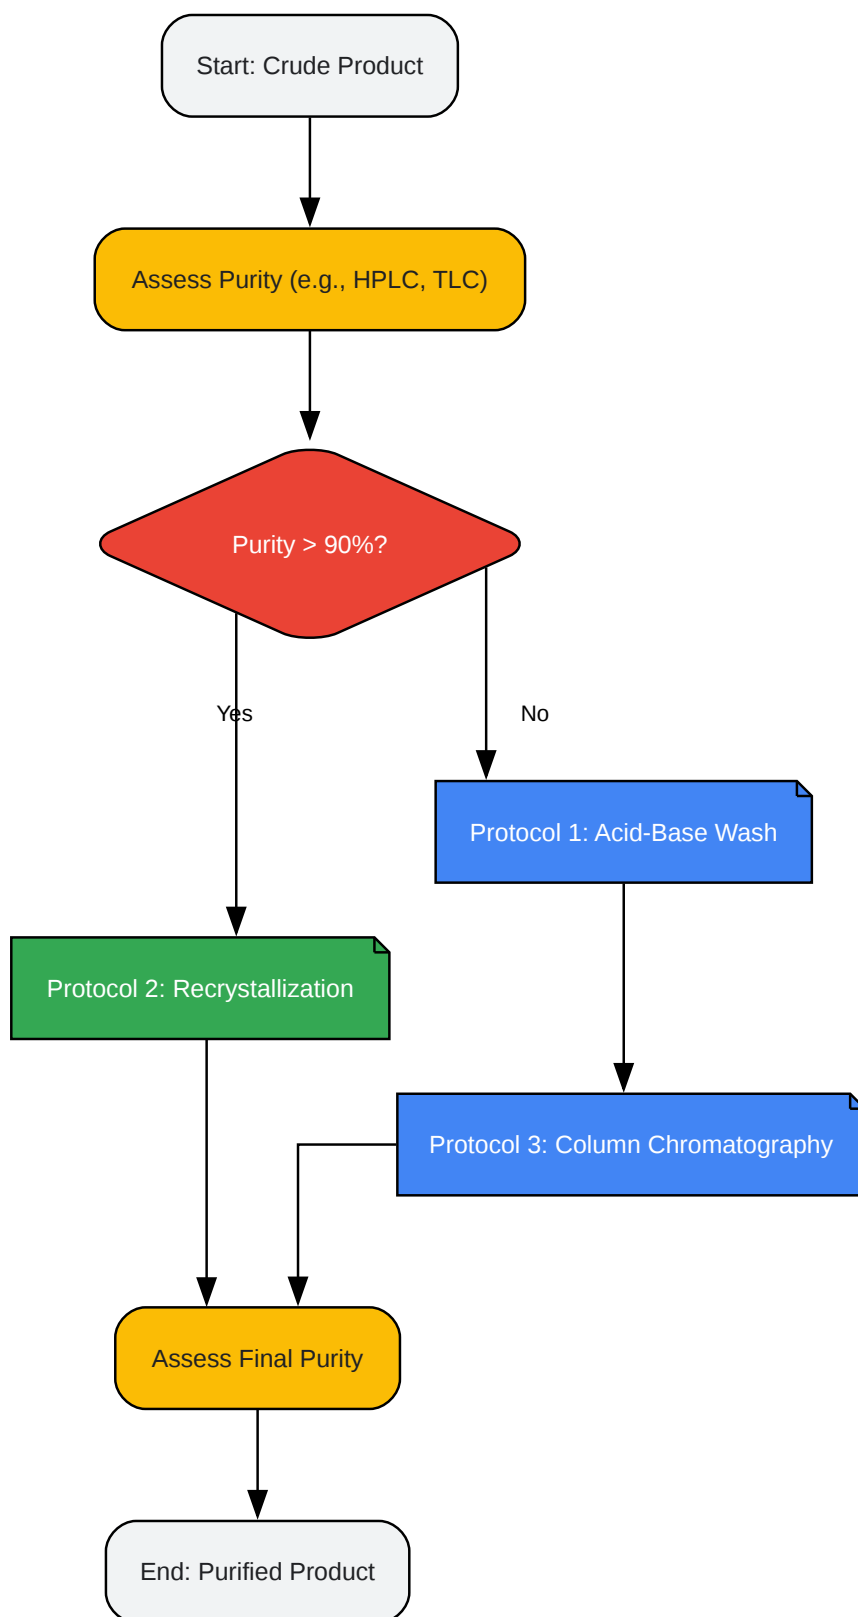 Start: Crude Product
Assess Purity (e.g., HPLC, TLC)
Purity > 90%?
Yes
No
Protocol 1: Acid-Base Wash
Protocol 2: Recrystallization
Protocol 3: Column Chromatography
Assess Final Purity
End: Purified Product